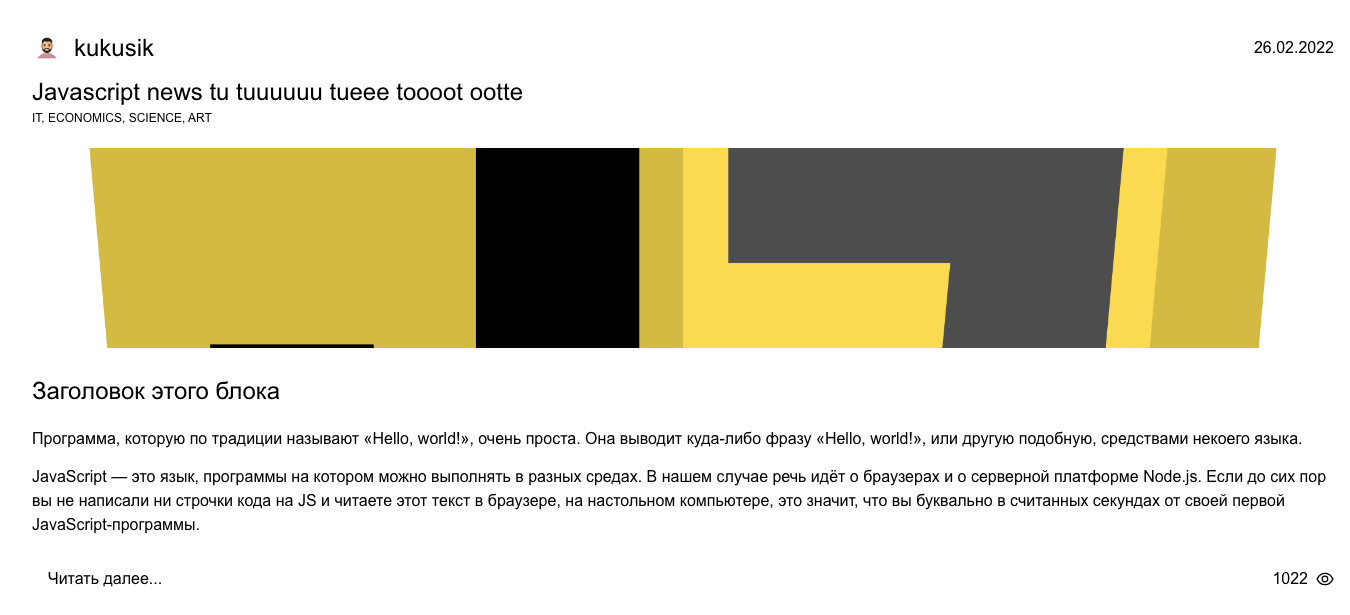 kukusik
26.02.2022
Javascript news tu tuuuuuu tueee toooot ootte
IT, ECONOMICS, SCIENCE, ART
Заголовок этого блока
Программа, которую по традиции называют «Hello, world!», очень проста. Она выводит куда-либо фразу «Hello, world!», или другую подобную, средствами некоего языка.
JavaScript — это язык, программы на котором можно выполнять в разных средах. В нашем случае речь идёт о браузерах и о серверной платформе Node.js. Если до сих пор
вы не написали ни строчки кода на JS и читаете этот текст в браузере, на настольном компьютере, это значит, что вы буквально в считанных секундах от своей первой
JavaScript-программы.
Читать далее...
1022